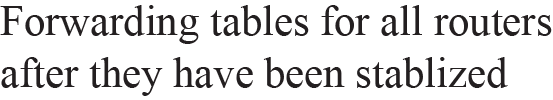 Forwarding tables for all routers
after they have been stablized